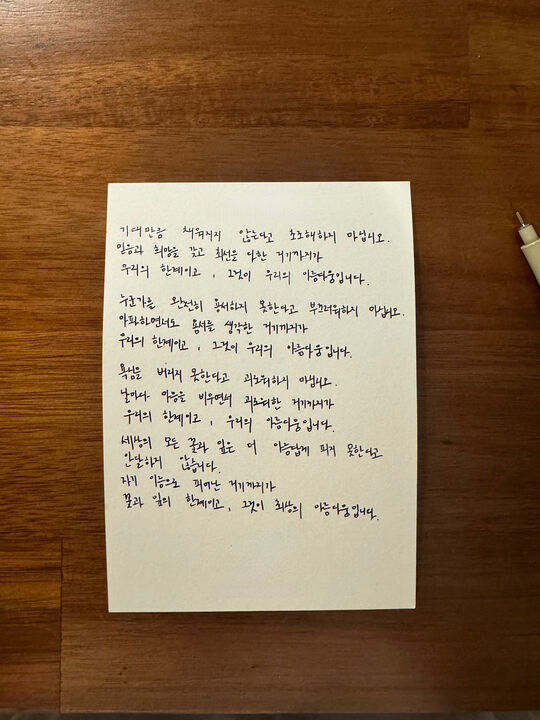 기대만큼 채워지지 않는다고 초조해하지 마십시오.
믿음과 희망을 갖고 최선을 다한 거기까지가
우리의 한계이고, 그것이 우리의 아름다움입니다.
누군가를 완전히 용서하지 못한다고 부끄러워하지 마십시오.
아파하면서도 용서를 생각한 거기까지가
우리의 한계이고, 그것이 우리의 아름다움입니다.
욕심을 버리지 못한다고 괴로워하지 마십시오.
날마다 마음을 비우면서 괴로워한 거기까지가
우리의 한계이고, 우리의 아름다움입니다.
세상의 모든 꽃과 잎은 더 아름답게 피지 못한다고
안달하지 않습니다.
자기 이름으로 피어난 거기까지가
꽃과 잎의 한계이고, 그것이 최상의 아름다움입니다.